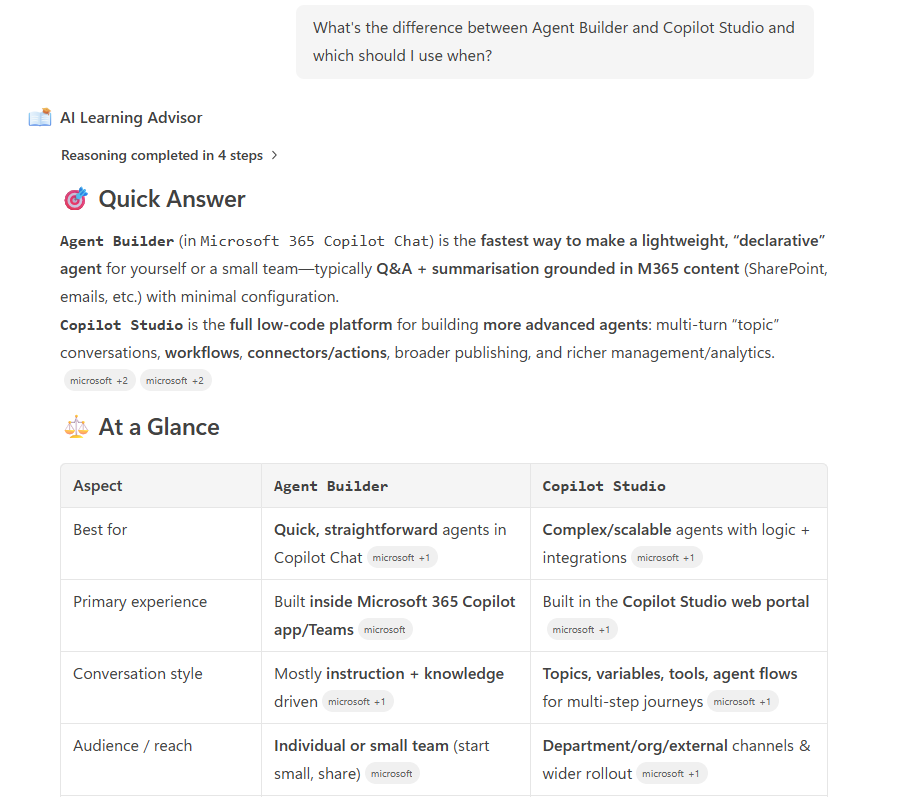 What's the difference between Agent Builder and Copilot Studio and
which should I use when?
AI Learning Advisor
Reasoning completed in 4 steps >
Quick Answer
Agent Builder (in Microsoft 365 Copilot Chat) is the fastest way to make a lightweight, “declarative”
agent for yourself or a small team—typically Q&A + summarisation grounded in M365 content (SharePoint,
emails, etc.) with minimal configuration.
Copilot Studio is the full low-code platform for building more advanced agents: multi-turn “topic”
conversations, workflows, connectors/actions, broader publishing, and richer management/analytics.
microsoft +2 microsoft +2
At a Glance
Aspect Agent Builder Copilot Studio
Best for
Quick, straightforward agents in
Copilot Chat microsoft +1
Complex/scalable agents with logic +
integrations microsoft +1
Primary experience
Built inside Microsoft 365 Copilot
app/Teams microsoft
Built in the Copilot Studio web portal
microsoft +1
Conversation style
Mostly instruction + knowledge
driven microsoft +1
Topics, variables, tools, agent flows
for multi-step journeys microsoft +1
Audience / reach
Individual or small team (start
small, share) microsoft
Department/org/external channels &
wider rollout microsoft +1